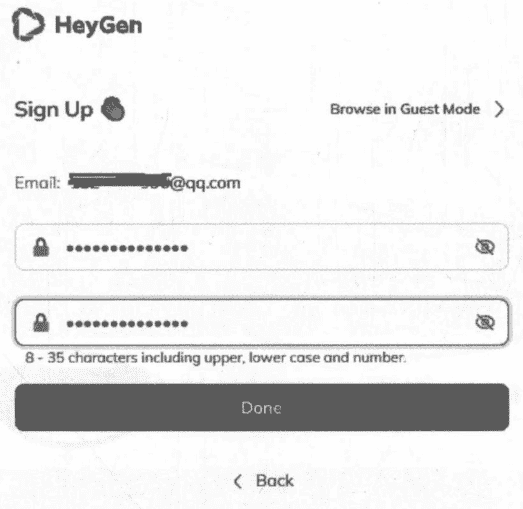 HeyGen
Sign Up
Browse in Guest Mode
Email: @qq.com
8 - 35 characters including upper, lower case and number.
Done
Back